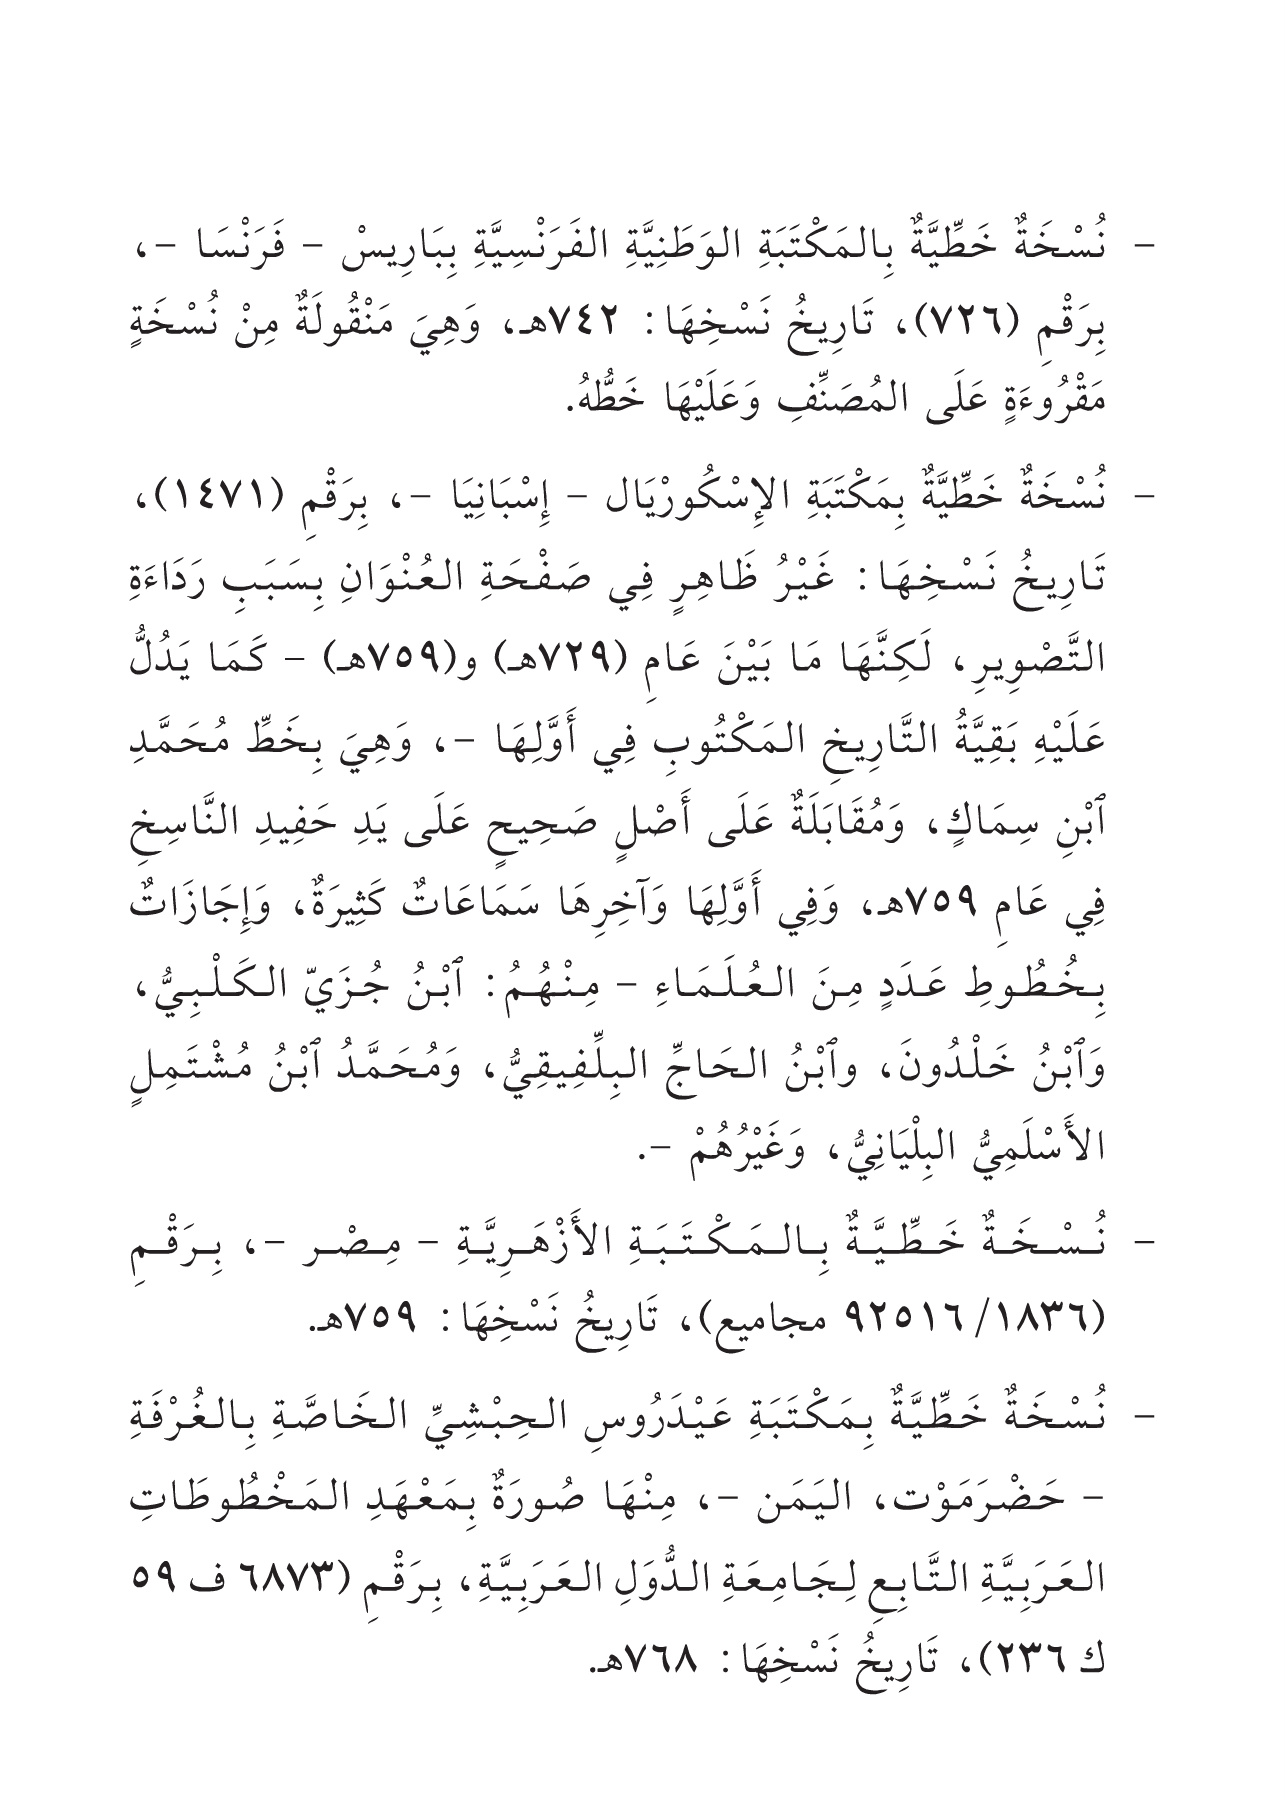 - نُسْخَةٌ خَطِّيَّةٌ بِالمَكْتَبَةِ الوَطَنِيَّةِ الفَرَنْسِيَّةِ بِبَارِيسْ - فَرَنْسَا -،
بِرَقْمِ (٧٢٦)، تَارِيخُ نَسْخِهَا: ٧٤٢هـ، وَهِيَ مَنْقُولَةٌ مِنْ نُسْخَةٍ
مَقْرُوءَةٍ عَلَى المُصَنِّفِ وَعَلَيْهَا خَطُّهُ.
- نُسْخَةٌ خَطِّيَّةٌ بِمَكْتَبَةِ الإِسْكُورْيَال - إِسْبَانِيَا -، بِرَقْمِ (١٤٧١)،
تَارِيخُ نَسْخِهَا: غَيْرُ ظَاهِرٍ فِي صَفْحَةِ العُنْوَانِ بِسَبَبِ رَدَاءَةِ
التَّصْوِيرِ، لَكِنَّهَا مَا بَيْنَ عَامِ (٧٢٩هـ) و(٧٥٩هـ) - كَمَا يَدُلُّ
عَلَيْهِ بَقِيَّةُ التَّارِيخِ المَكْتُوبِ فِي أَوَّلِهَا -، وَهِيَ بِخَطِّ مُحَمَّدِ
ٱبْنِ سِمَاكٍ، وَمُقَابَلَةٌ عَلَى أَصْلٍ صَحِيحٍ عَلَى يَدِ حَفِيدِ النَّاسِخِ
فِي عَامِ ٧٥٩هـ، وَفِي أَوَّلِهَا وَآخِرِهَا سَمَاعَاتٌ كَثِيرَةٌ، وَإِجَازَاتٌ
بِخُطُوطِ عَدَدٍ مِنَ العُلَمَاءِ - مِنْهُمُ: ٱبْنُ جُزَيّ الكَلْبِيُّ،
وَٱبْنُ خَلْدُونَ، وٱبْنُ الحَاجِّ البِلِّفِيقِيُّ، وَمُحَمَّدُ ٱبْنُ مُشْتَمِلٍ
الأَسْلَمِيُّ البِلْيَانِيُّ، وَغَيْرُهُمْ -.
- نُسْخَةٌ خَطِّيَّةٌ بِالمَكْتَبَةِ الأَزْهَرِيَّةِ - مِصْر -، بِرَقْمِ
(١٨٣٦/ ٩٢٥١٦ مجاميع)، تَارِيخُ نَسْخِهَا: ٧٥٩هـ.
- نُسْخَةٌ خَطِّيَّةٌ بِمَكْتَبَةِ عَيْدَرُوسِ الحِبْشِيِّ الخَاصَّةِ بِالغُرْفَةِ
- حَضْرَمَوْت، اليَمَن -، مِنْهَا صُورَةٌ بِمَعْهَدِ المَخْطُوطَاتِ
العَرَبِيَّةِ التَّابِعِ لِجَامِعَةِ الدُّوَلِ العَرَبِيَّةِ، بِرَقْمِ (٦٨٧٣ ف ٥٩
ك ٢٣٦)، تَارِيخُ نَسْخِهَا: ٧٦٨هـ.